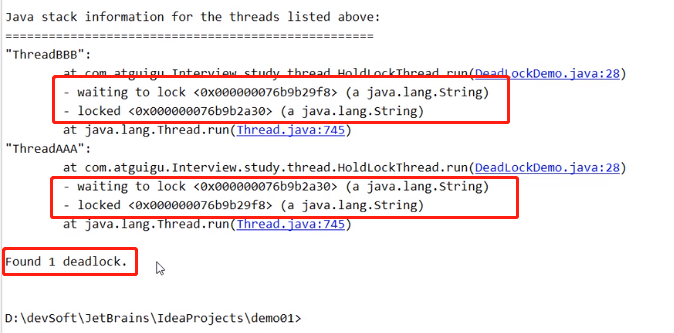 Java stack information for the threads listed above:
===================================================
"ThreadBBB":
at com.atguigu.Interview.study.thread.HoldLockThread.run(DeadLockDemo.java:28)
- waiting to lock <0x000000076b9b29f8> (a java.lang.String)
- locked <0x000000076b9b2a30> (a java.lang.String)
at java.lang.Thread.run(Thread.java:745)
"ThreadAAA":
at com.atguigu.Interview.study.thread.HoldLockThread.run(DeadLockDemo.java:28)
- waiting to lock <0x000000076b9b2a30> (a java.lang.String)
- locked <0x000000076b9b29f8> (a java.lang.String)
at java.lang.Thread.run(Thread.java:745)
Found 1 deadlock.
D:\devSoft\JetBrains\IdeaProjects\demo01>